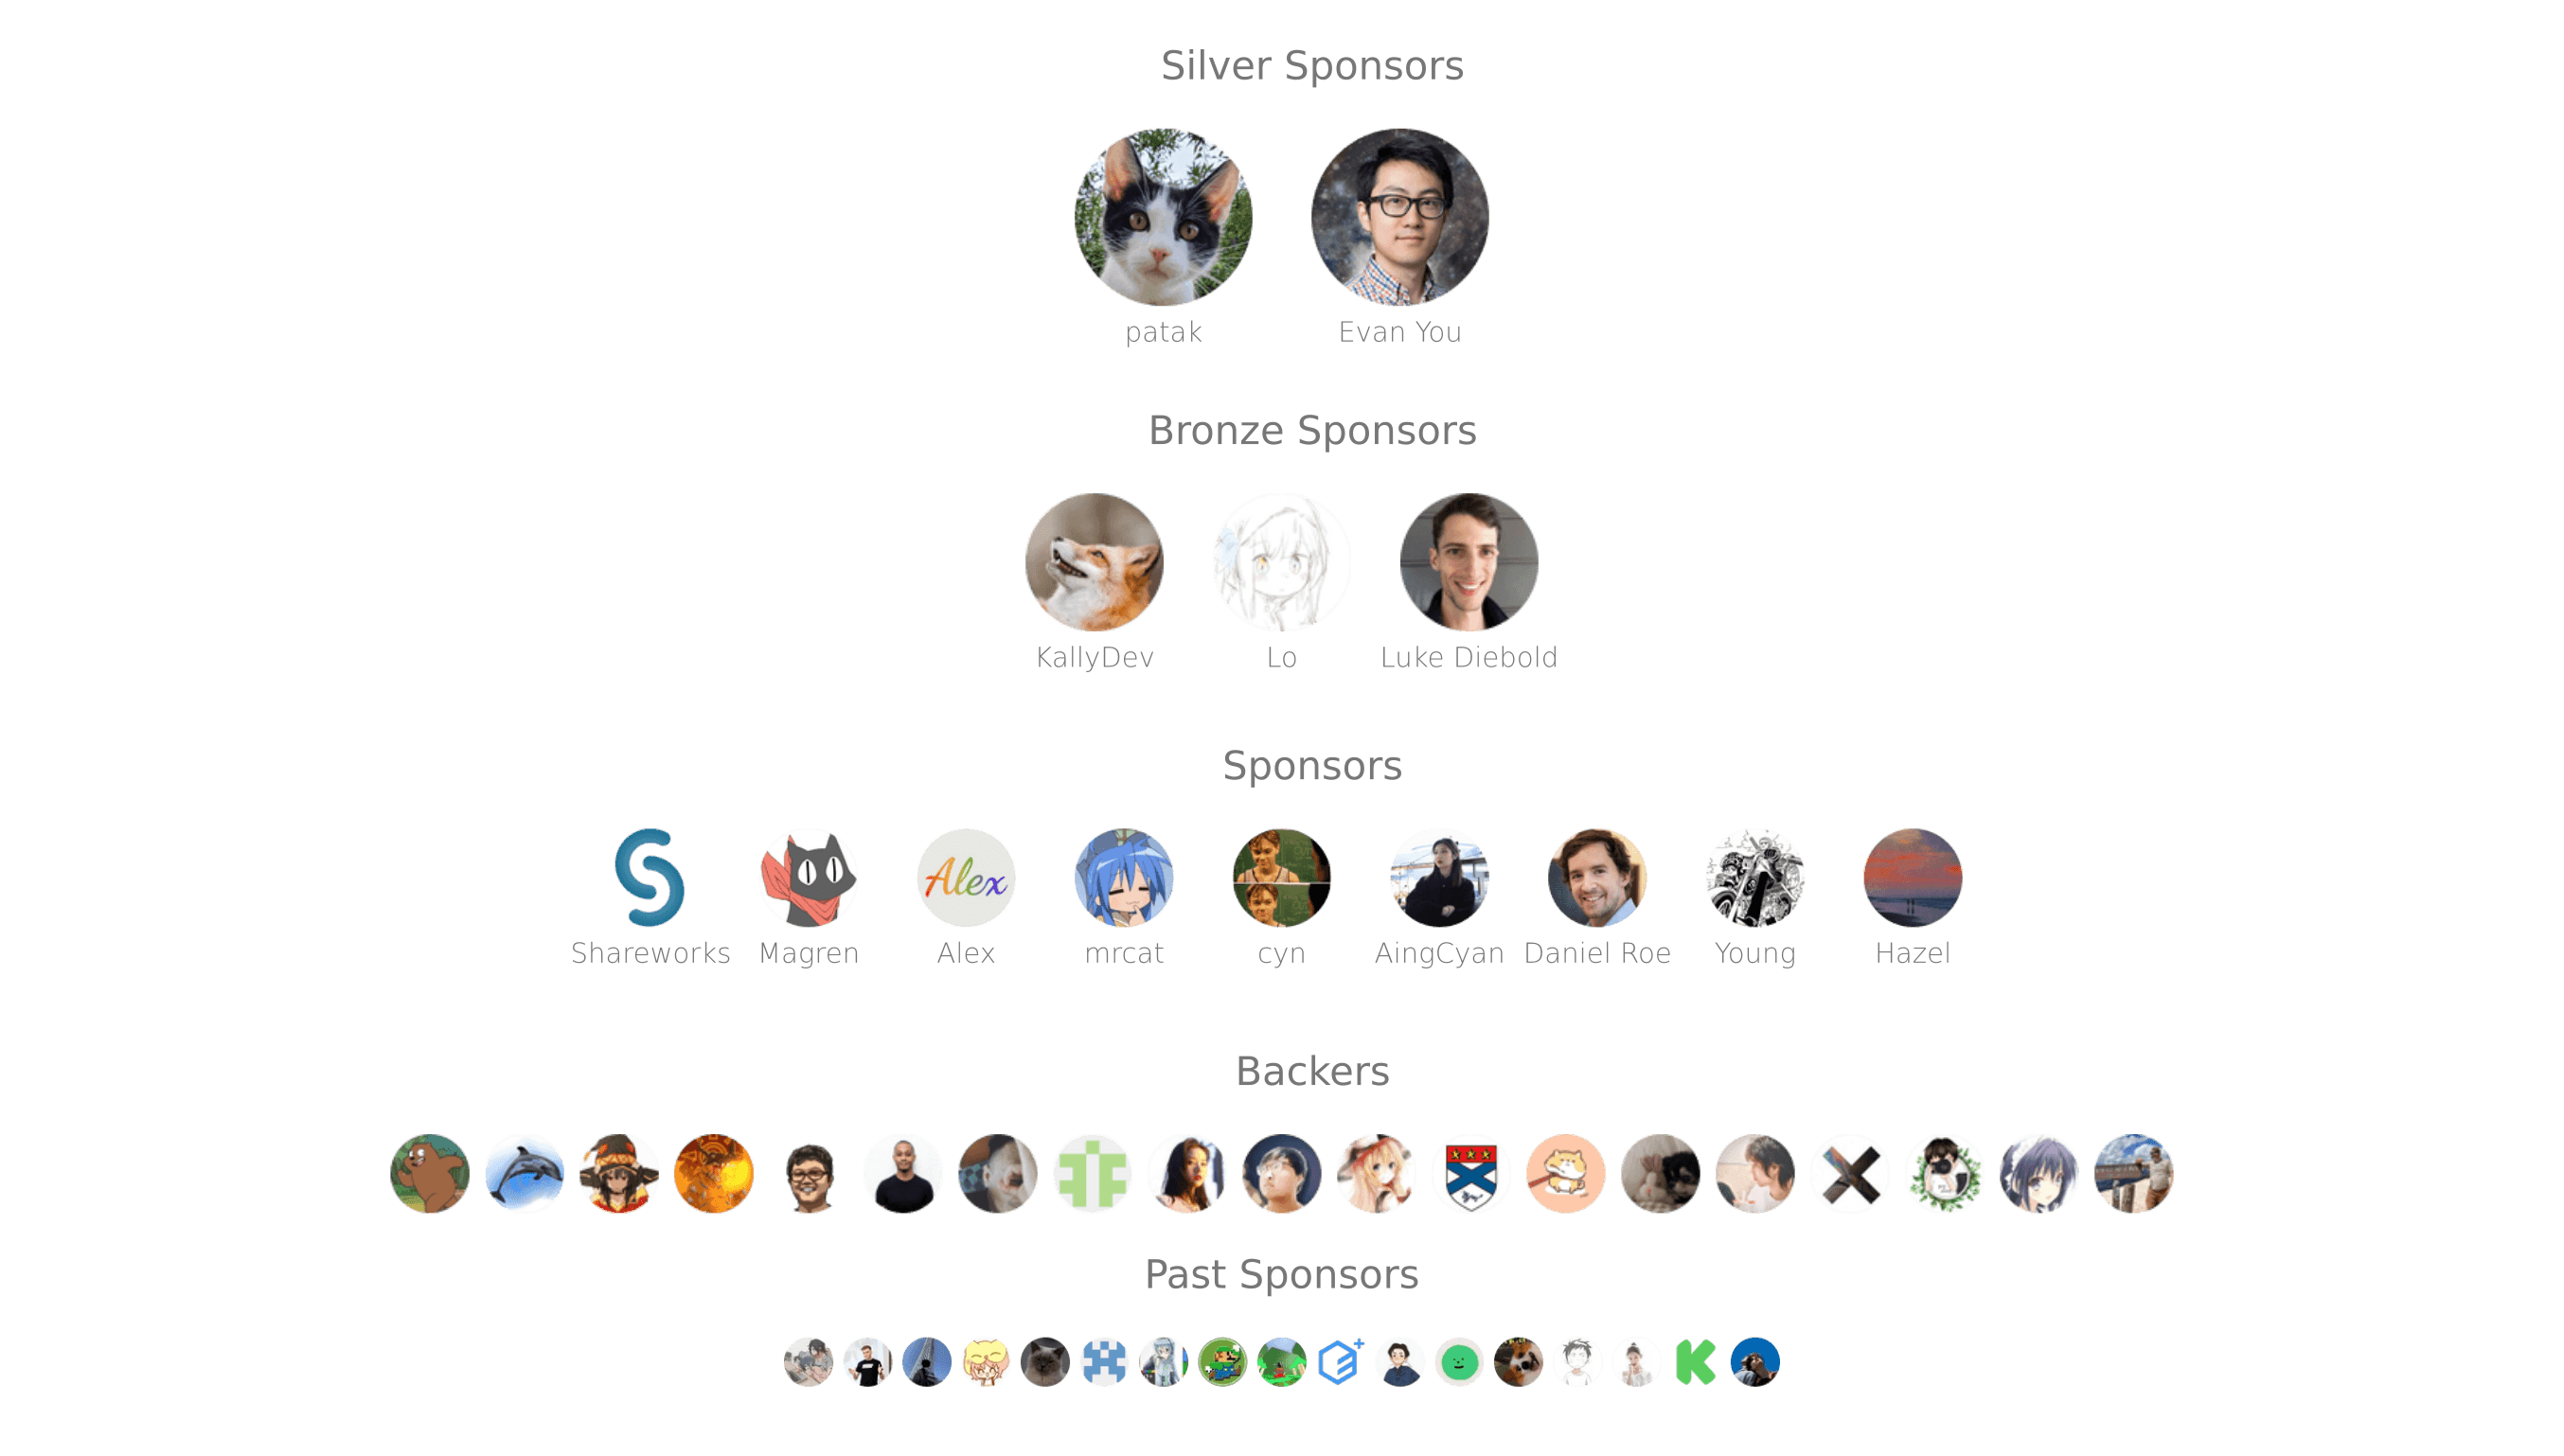 Silver Sponsors
patak Evan You
Bronze Sponsors
KallyDev Lo Luke Diebold
Sponsors
Alex
Shareworks Magren Alex mrcat cyn AingCyan Daniel Roe Young Hazel
Backers
Past Sponsors